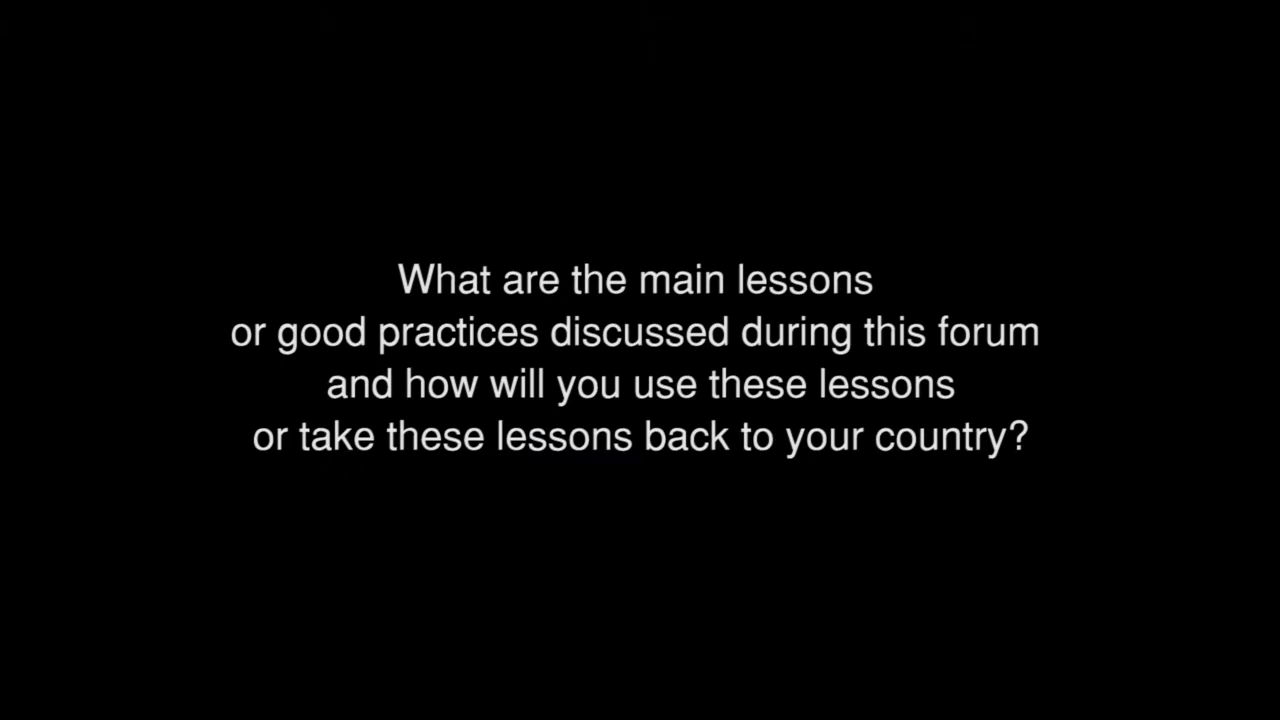 What are the main lessons
or good practices discussed during this forum
and how will you use these lessons
or take these lessons back to your country?